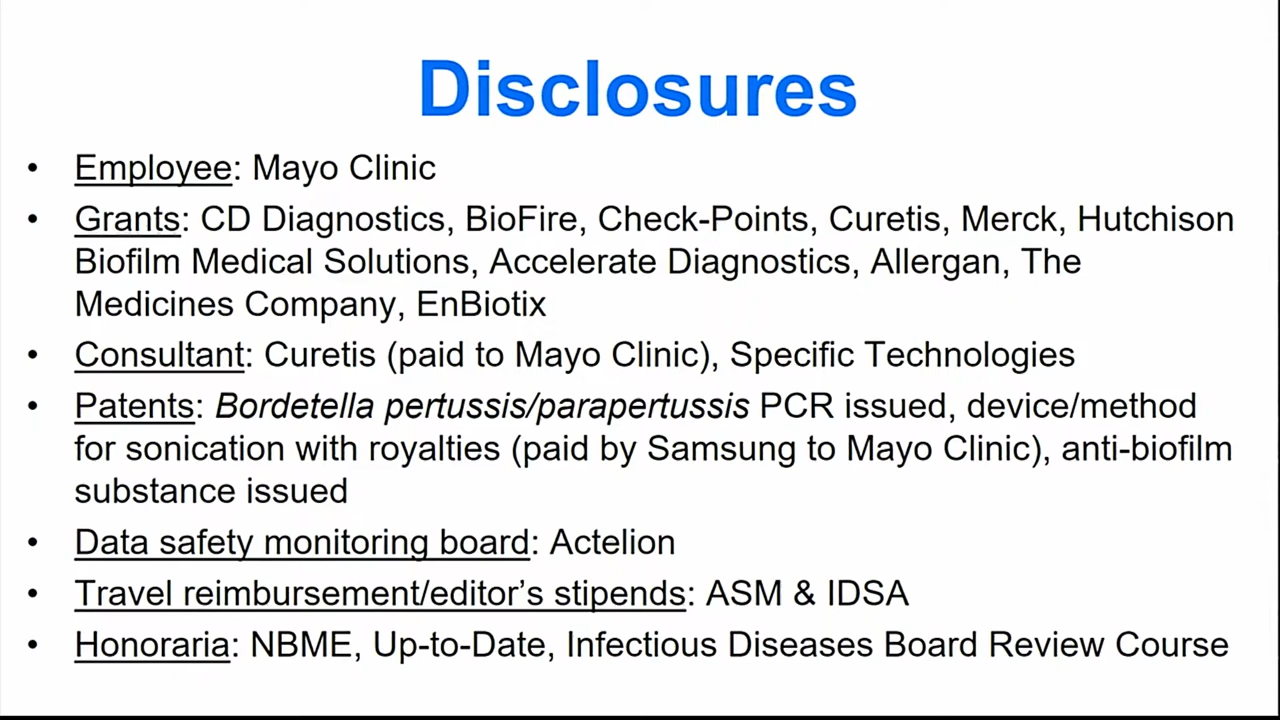 Disclosures
• Employee: Mayo Clinic
• Grants: CD Diagnostics, BioFire, Check-Points, Curetis, Merck, Hutchison
Biofilm Medical Solutions, Accelerate Diagnostics, Allergan, The
Medicines Company, EnBiotix
• Consultant: Curetis (paid to Mayo Clinic), Specific Technologies
• Patents: Bordetella pertussis/parapertussis PCR issued, device/method
for sonication with royalties (paid by Samsung to Mayo Clinic), anti-biofilm
substance issued
• Data safety monitoring board: Actelion
• Travel reimbursement/editor’s stipends: ASM & IDSA
• Honoraria: NBME, Up-to-Date, Infectious Diseases Board Review Course